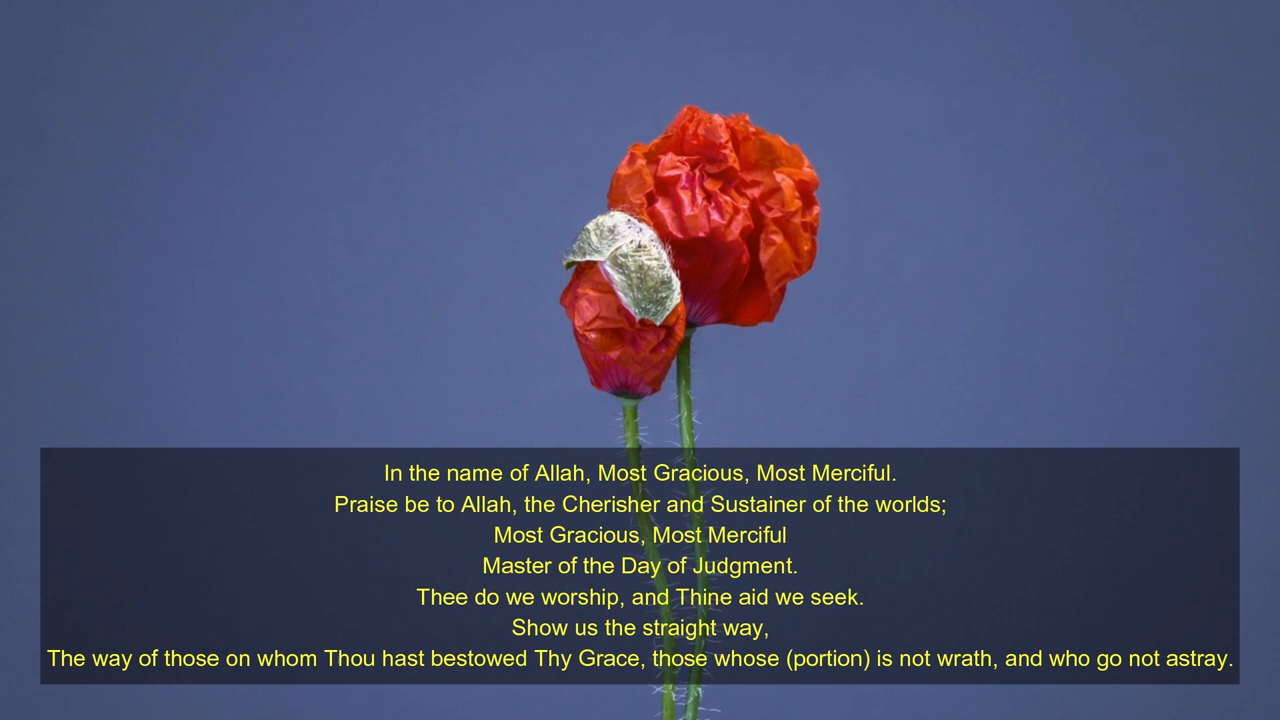 In the name of Allah, Most Gracious, Most Merciful.
Praise be to Allah, the Cherisher and Sustainer of the worlds;
Most Gracious, Most Merciful
Master of the Day of Judgment.
Thee do we worship, and Thine aid we seek.
Show us the straight way,
The way of those on whom Thou hast bestowed Thy Grace, those whose (portion) is not wrath, and who go not astray.